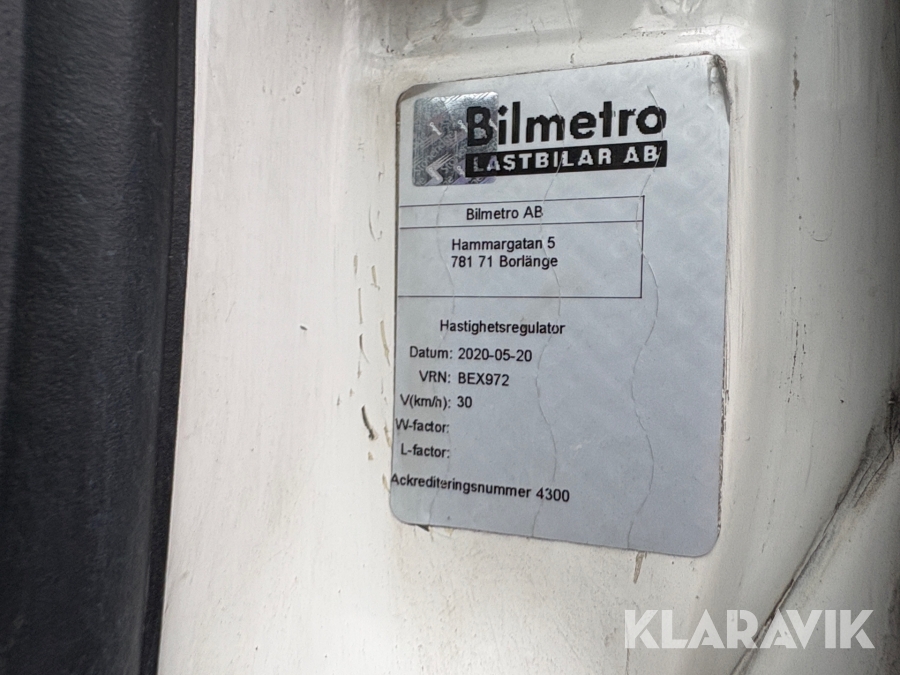 Bilmetro
LASTBILAR AB
Bilmetro AB
Hammargatan 5
781 71 Borlänge
Hastighetsregulator
Datum: 2020-05-20
VRN: BEX972
V(km/h): 30
W-factor:
L-factor:
Ackrediteringsnummer 4300
KLARAVIK